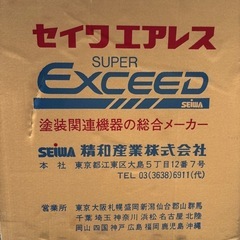 セイワ エアレス
SUPER
EXCEED
SEIWA
塗装関連機器の総合メーカー
SEIWA 精和産業株式会社
本社 東京都江東区大島5丁目12番7号
TEL 03(3638)6911(代)
営業所 東京 大阪 札幌 盛岡 新潟 仙台 郡山 群馬
千葉 埼玉 神奈川 浜松 名古屋 北陸
岡山 四国 神戸 広島 福岡 鹿児島 沖縄